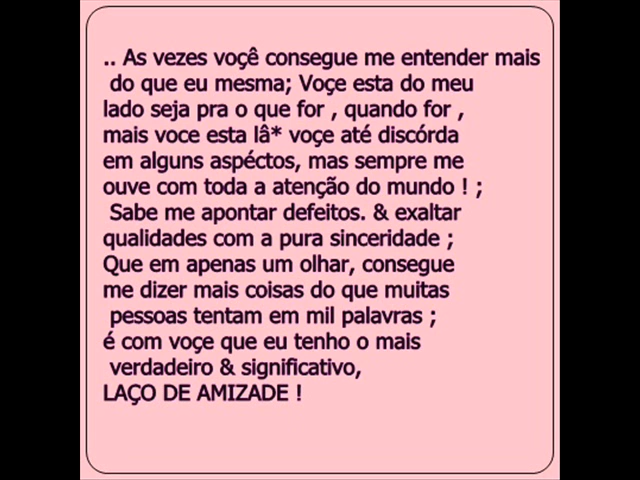 .. As vezes voçê consegue me entender mais
do que eu mesma; Voçe esta do meu
lado seja pra o que for , quando for ,
mais voce esta lâ* voçe até discórda
em alguns aspéctos, mas sempre me
ouve com toda a atenção do mundo ! ;
Sabe me apontar defeitos. & exaltar
qualidades com a pura sinceridade ;
Que em apenas um olhar, consegue
me dizer mais coisas do que muitas
pessoas tentam em mil palavras ;
é com voçe que eu tenho o mais
verdadeiro & significativo,
LAÇO DE AMIZADE !